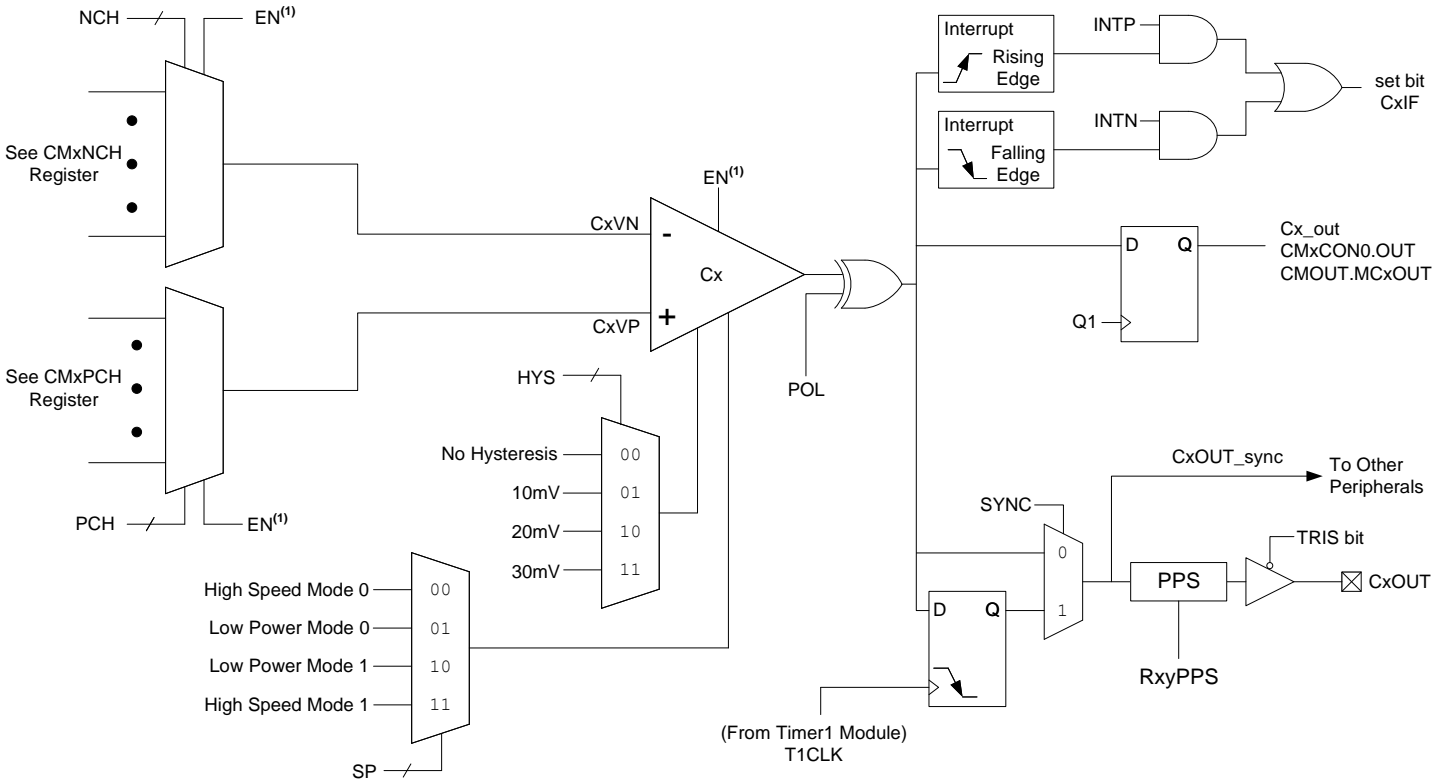 NCH
EN(1)
See CMxNCH
Register
See CMxPCH
Register
PCH
EN(1)
CxVN
CxVP
EN(1)
-
Cx
+
POL
HYS
No Hysteresis
00
10mV
01
20mV
10
30mV
11
High Speed Mode 0
00
Low Power Mode 0
01
Low Power Mode 1
10
High Speed Mode 1
11
SP
Interrupt
Rising
Edge
INTP
Interrupt
Falling
Edge
INTN
set bit
CxIF
D
Q
Q1
Cx_out
CMxCON0.OUT
CMOUT.MCxOUT
CxOUT_sync
To Other
Peripherals
SYNC
0
1
D
Q
(From Timer1 Module)
T1CLK
PPS
RxyPPS
TRIS bit
CxOUT